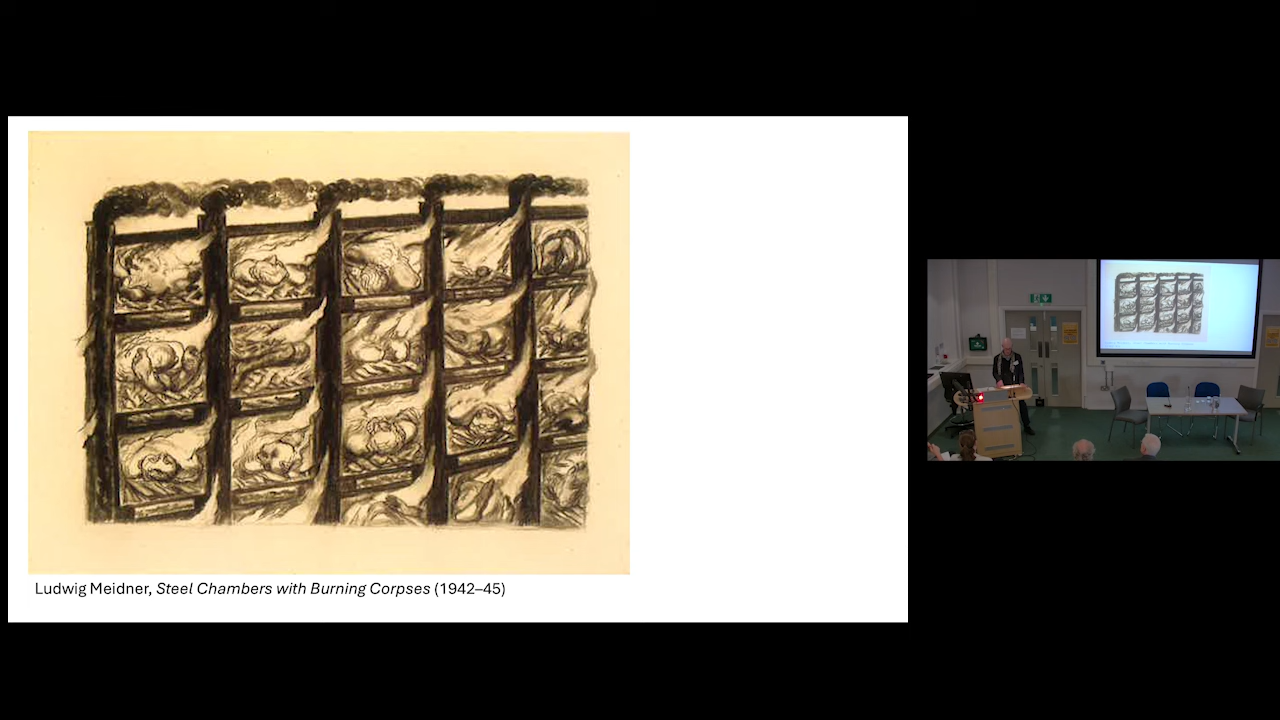 Ludwig Meidner, Steel Chambers with Burning Corpses (1942–45)